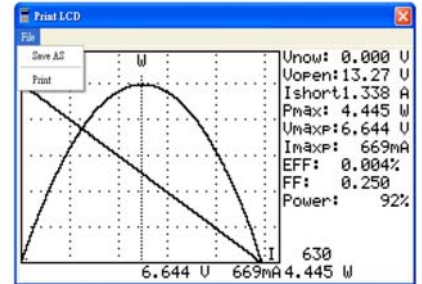 Print LCD
File
Save AS
Print
W
Vnow: 0.000 V
Vopen:13.27 V
Ishort1.338 A
Pmax: 4.445 W
Vmaxp:6.644 V
Imaxp: 669mA
EFF: 0.004%
FF: 0.250
Power: 92%
I 630
6.644 V 669mA 4.445 W